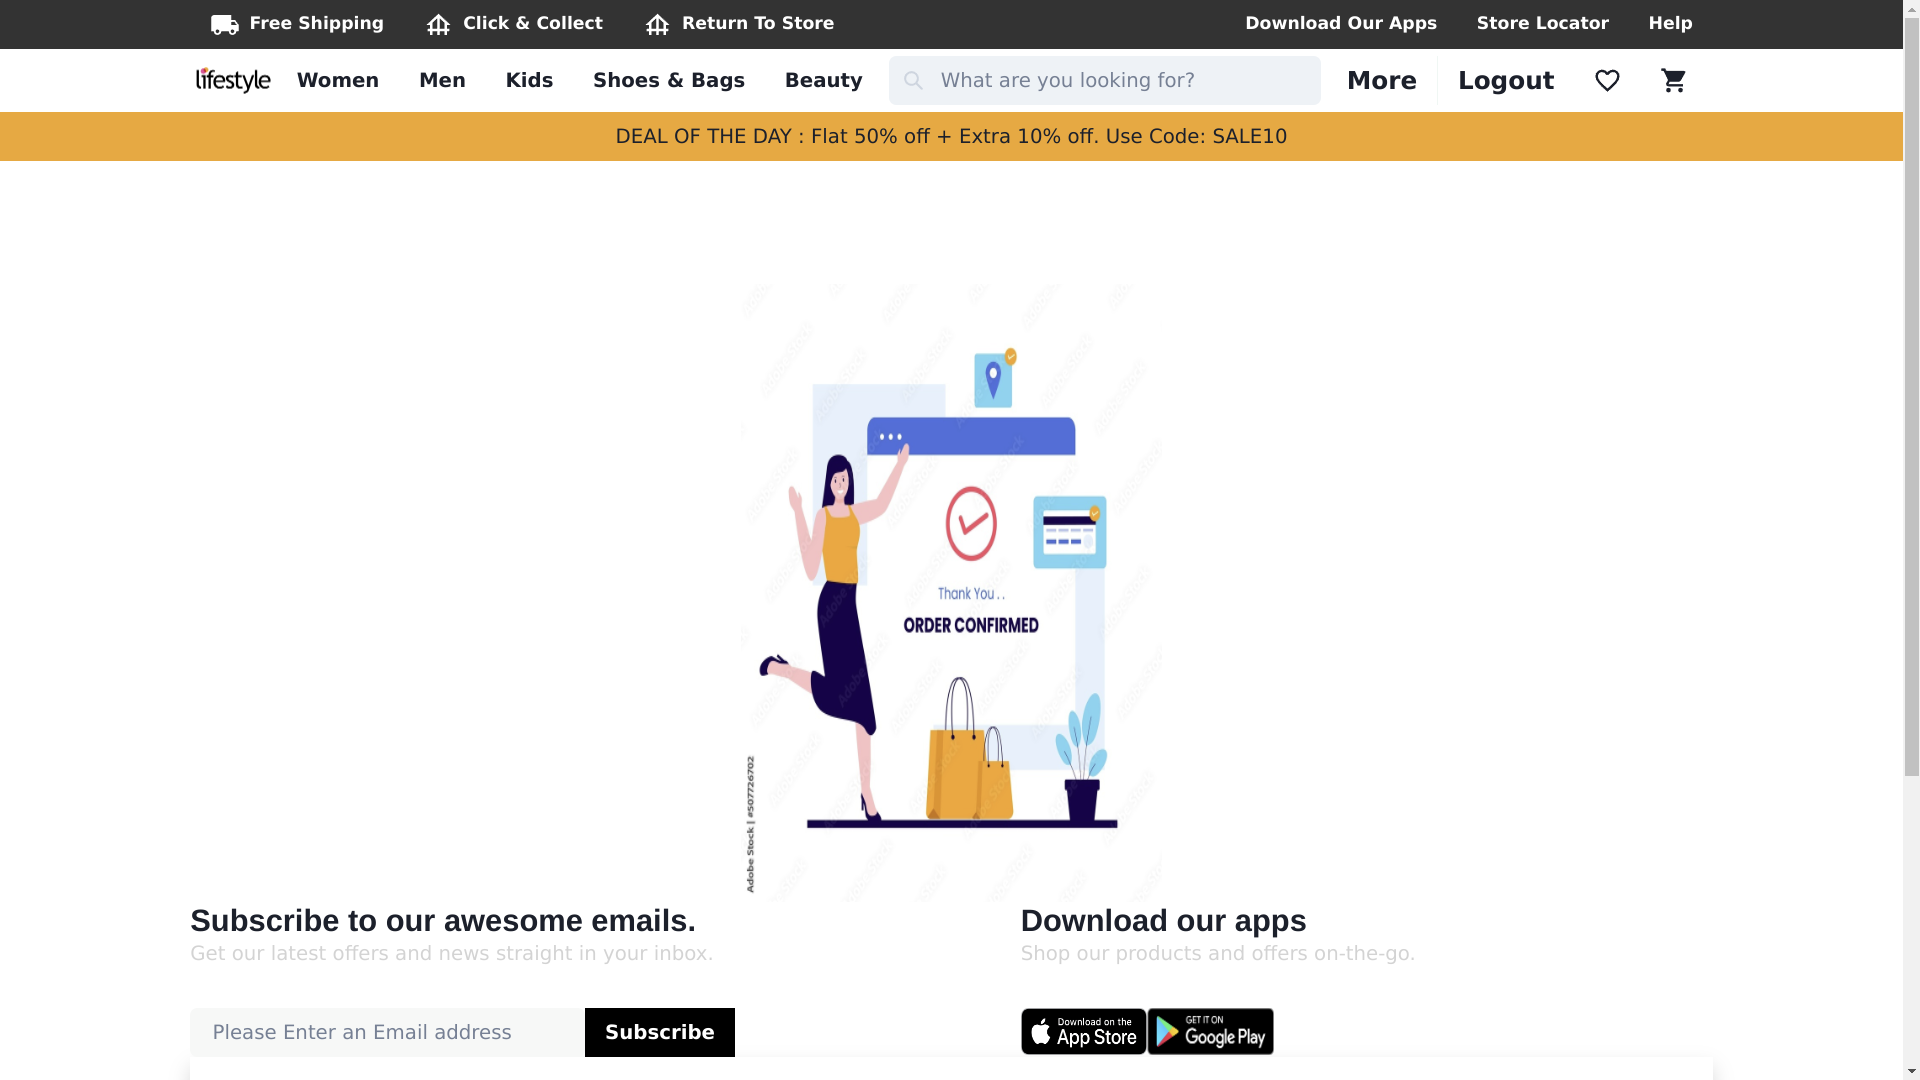 Free Shipping
Click & Collect
Return To Store
Download Our Apps
Store Locator
Help
lifestyle
Women
Men
Kids
Shoes & Bags
Beauty
What are you looking for?
More
Logout
DEAL OF THE DAY : Flat 50% off + Extra 10% off. Use Code: SALE10
Thank You . .
ORDER CONFIRMED
Adobe Stock | #507726702
Subscribe to our awesome emails.
Get our latest offers and news straight in your inbox.
Please Enter an Email address
Subscribe
Download our apps
Shop our products and offers on-the-go.
Download on the
App Store
GET IT ON
Google Play